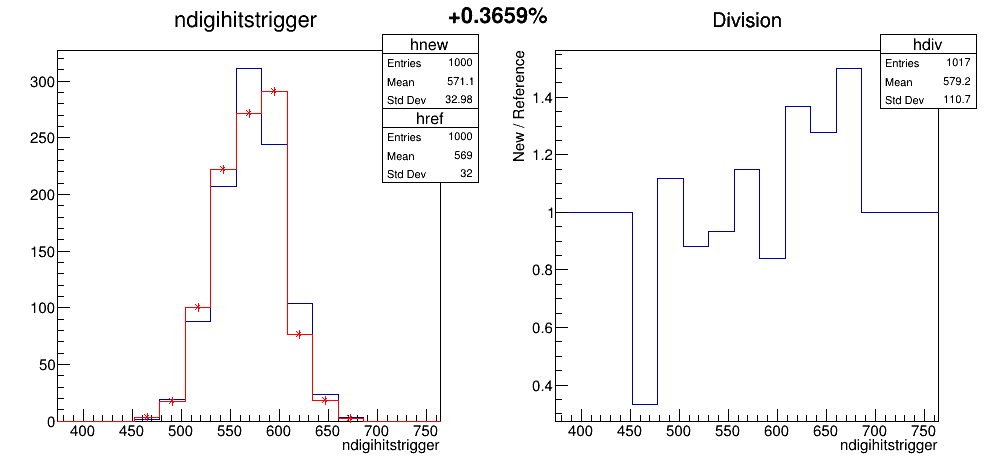 +0.3659%
ndigihitstrigger
hnew
Entries 1000
Mean 571.1
Std Dev 32.98
href
Entries 1000
Mean 569
Std Dev 32
300
250
200
150
100
50
0
400 450 500 550 600 650 700 750
ndigihitstrigger
Division
hdiv
Entries 1017
Mean 579.2
Std Dev 110.7
New / Reference
1.4
1.2
1
0.8
0.6
0.4
400 450 500 550 600 650 700 750
ndigihitstrigger